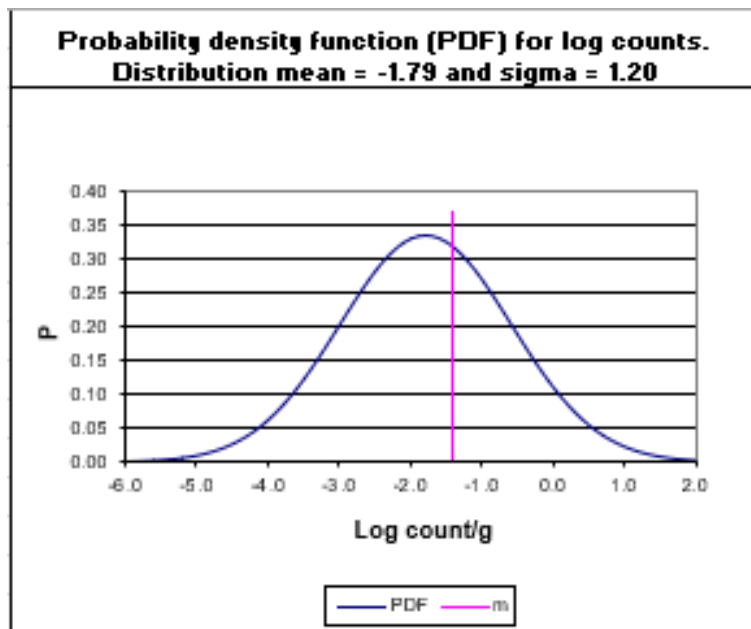 Probability density function (PDF) for log counts.
Distribution mean = -1.79 and sigma = 1.20
0.40
0.35
0.30
0.25
0.20
0.15
0.10
0.05
0.00
P
-6.0 -5.0 -4.0 -3.0 -2.0 -1.0 0.0 1.0 2.0
Log count/g
PDF m